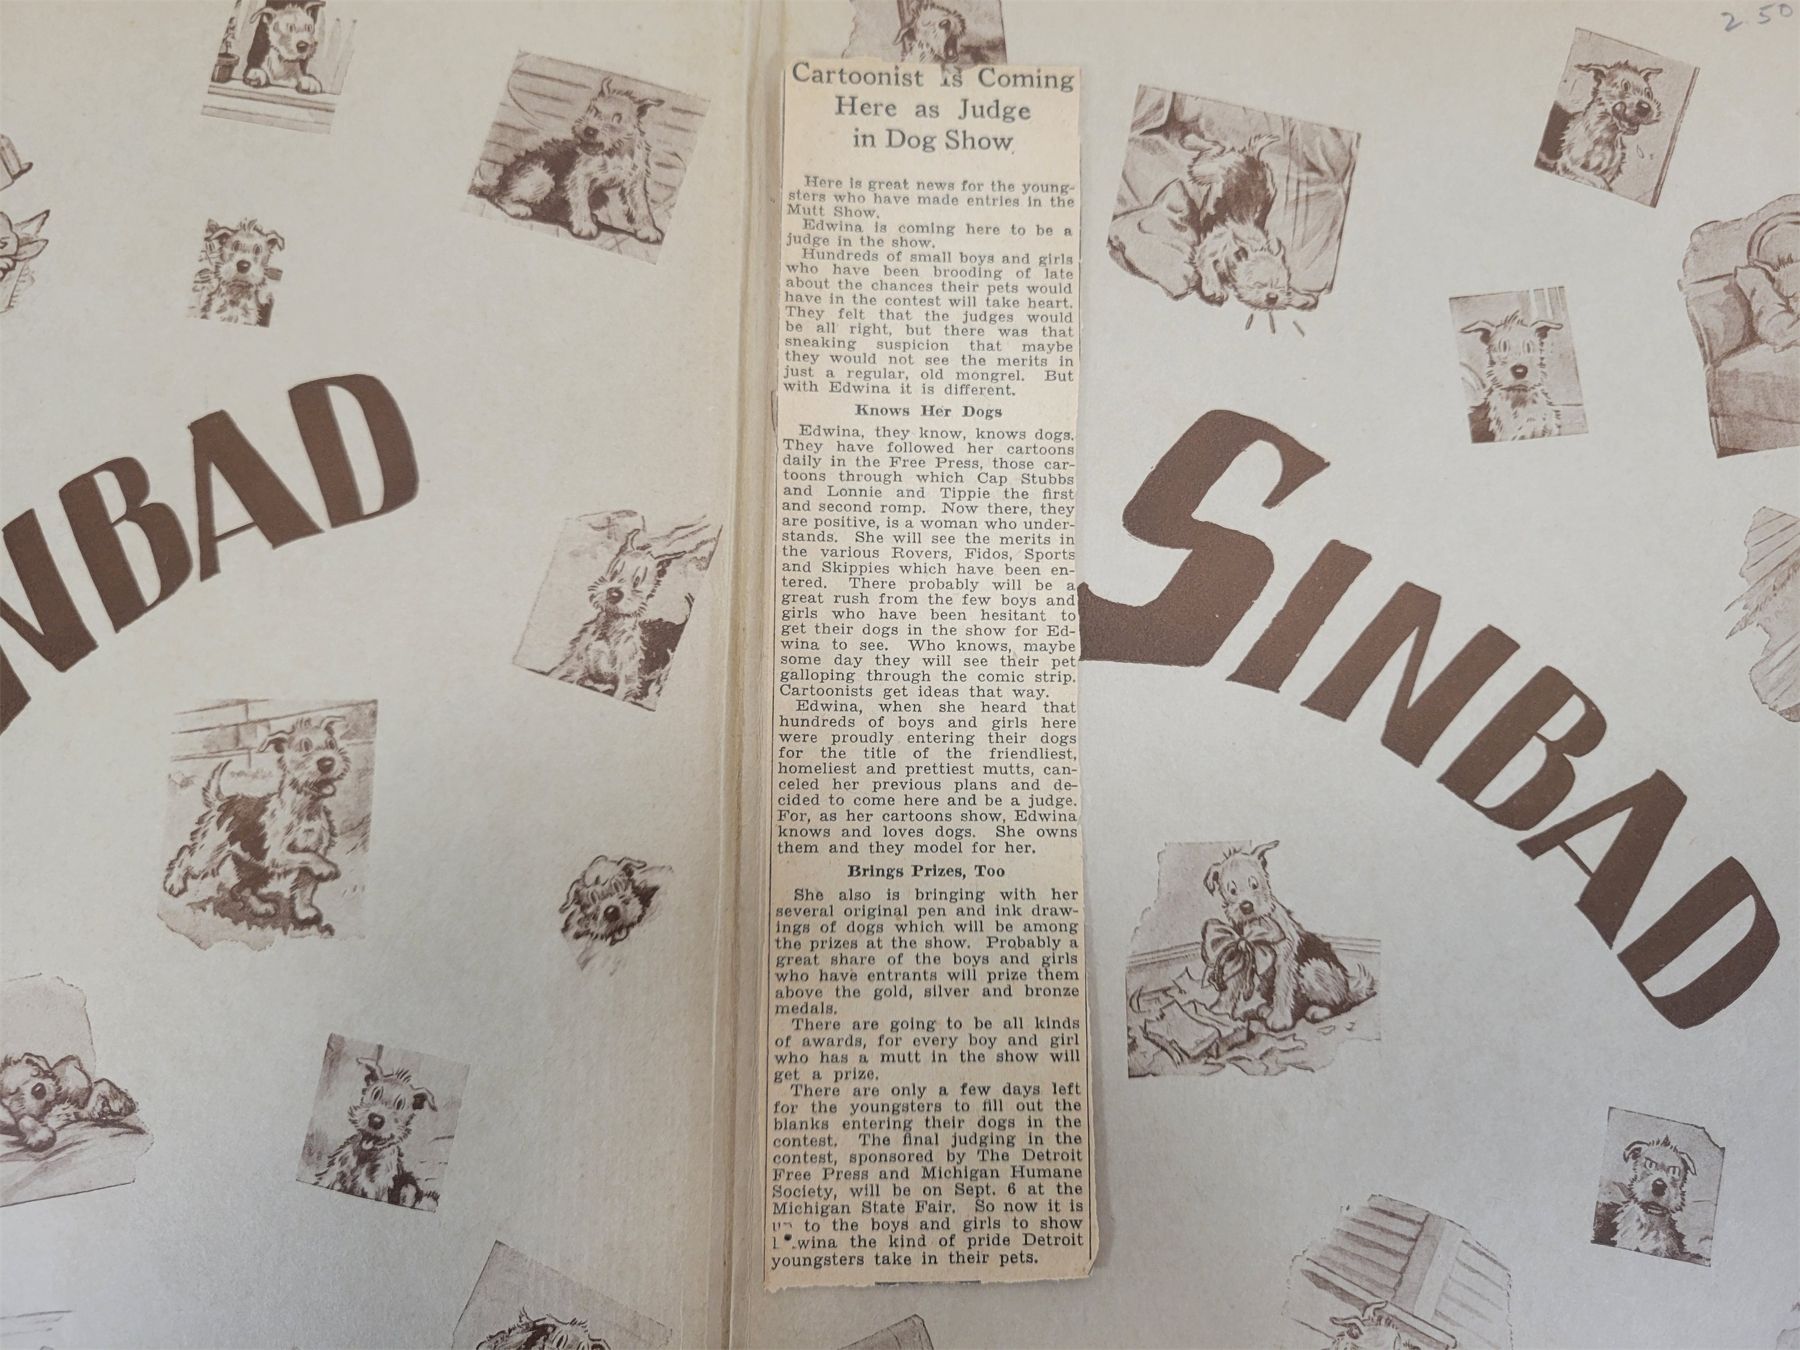 2.50
Cartoonist Is Coming
Here as Judge
in Dog Show
Here is great news for the young-
sters who have made entries in the
Mutt Show.
Edwina is coming here to be a
judge in the show.
Hundreds of small boys and girls
who have been brooding of late
about the chances their pets would
have in the contest will take heart.
They felt that the judges would
be all right, but there was that
sneaking suspicion that maybe
they would not see the merits in
just a regular, old mongrel. But
with Edwina it is different.
Knows Her Dogs
Edwina, they know, knows dogs.
They have followed her cartoons
daily in the Free Press, those car-
toons through which Cap Stubbs
and Lonnie and Tippie the first
and second romp. Now there, they
are positive, is a woman who under-
stands. She will see the merits in
the various Rovers, Fidos, Sports
and Skippies which have been en-
tered. There probably will be a
great rush from the few boys and
girls who have been hesitant to
get their dogs in the show for Ed-
wina to see. Who knows, maybe
some day they will see their pet
galloping through the comic strip.
Cartoonists get ideas that way.
Edwina, when she heard that
hundreds of boys and girls here
were proudly entering their dogs
for the title of the friendliest,
homeliest and prettiest mutts, can-
celed her previous plans and de-
cided to come here and be a judge.
For, as her cartoons show, Edwina
knows and loves dogs. She owns
them and they model for her.
Brings Prizes, Too
She also is bringing with her
several original pen and ink draw-
ings of dogs which will be among
the prizes at the show. Probably a
great share of the boys and girls
who have entrants will prize them
above the gold, silver and bronze
medals.
There are going to be all kinds
of awards, for every boy and girl
who has a mutt in the show will
get a prize.
There are only a few days left
for the youngsters to fill out the
blanks entering their dogs in the
contest. The final judging in the
contest, sponsored by The Detroit
Free Press and Michigan Humane
Society, will be on Sept. 6 at the
Michigan State Fair. So now it is
to the boys and girls to show
wina the kind of pride Detroit
youngsters take in their pets.
NBAD
SINBAD